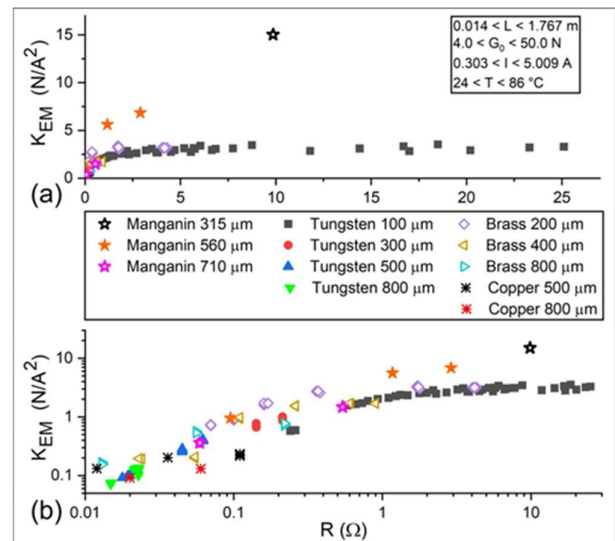 0.014 < L < 1.767 m
4.0 < G₀ < 50.0 N
0.303 < I < 5.009 A
24 < T < 86 °C
K_EM (N/A²)
15
10
5
0
0 5 10 15 20 25
(a)
Manganin 315 μm Tungsten 100 μm Brass 200 μm
Manganin 560 μm Tungsten 300 μm Brass 400 μm
Manganin 710 μm Tungsten 500 μm Brass 800 μm
Tungsten 800 μm Copper 500 μm
Copper 800 μm
K_EM (N/A²)
10
1
0.1
(b)
0.01 0.1 1 10
R (Ω)